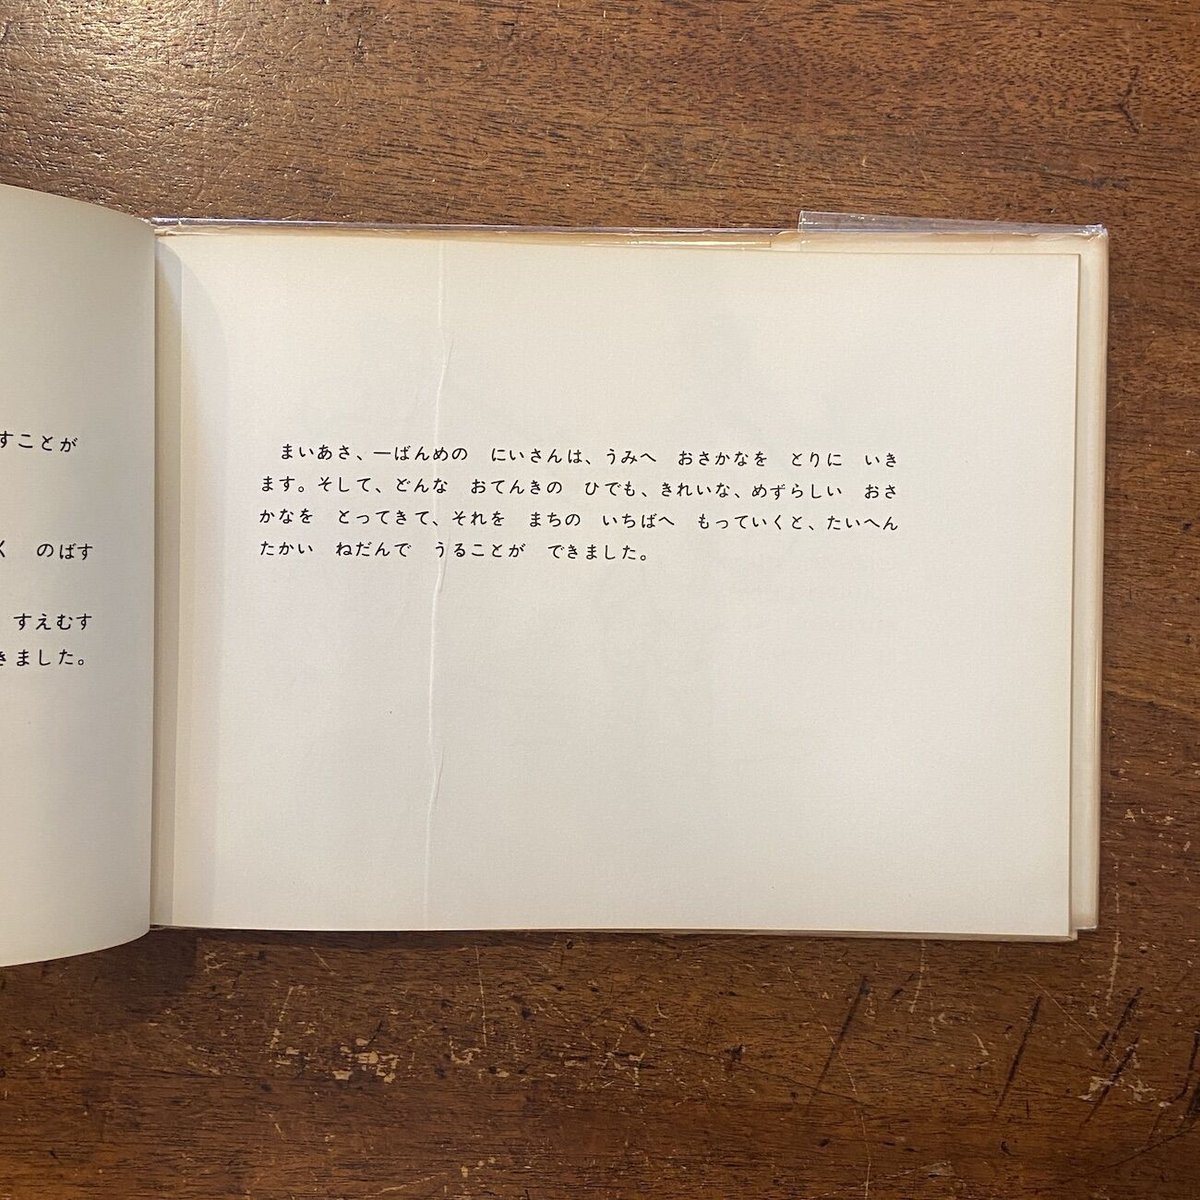 すことが
く　のばす
すえむす
きました。
まいあさ、一ばんめの　にいさんは、うみへ　おさかなを　とりに　いき
ます。そして、どんな　おてんきの　ひでも、きれいな、めずらしい　おさ
かなを　とってきて、それを　まちの　いちばへ　もっていくと、たいへん
たかい　ねだんで　うることが　できました。